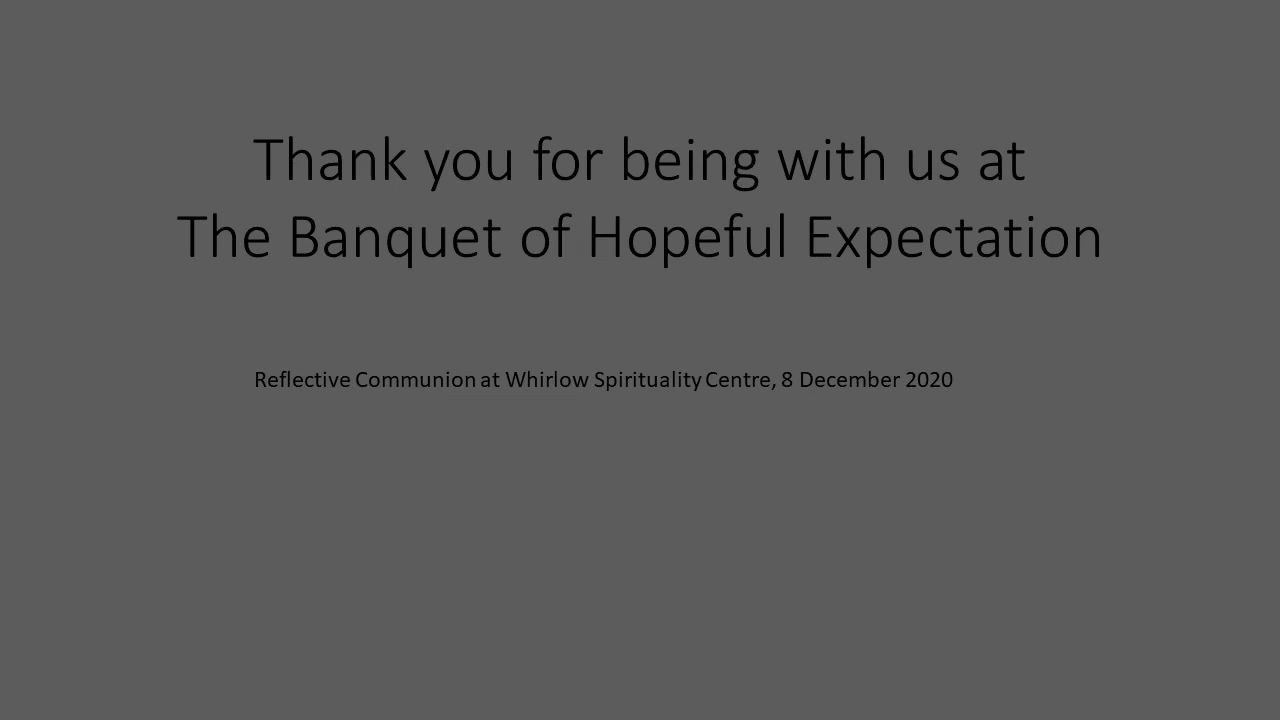 Thank you for being with us at
The Banquet of Hopeful Expectation
Reflective Communion at Whirlow Spirituality Centre, 8 December 2020